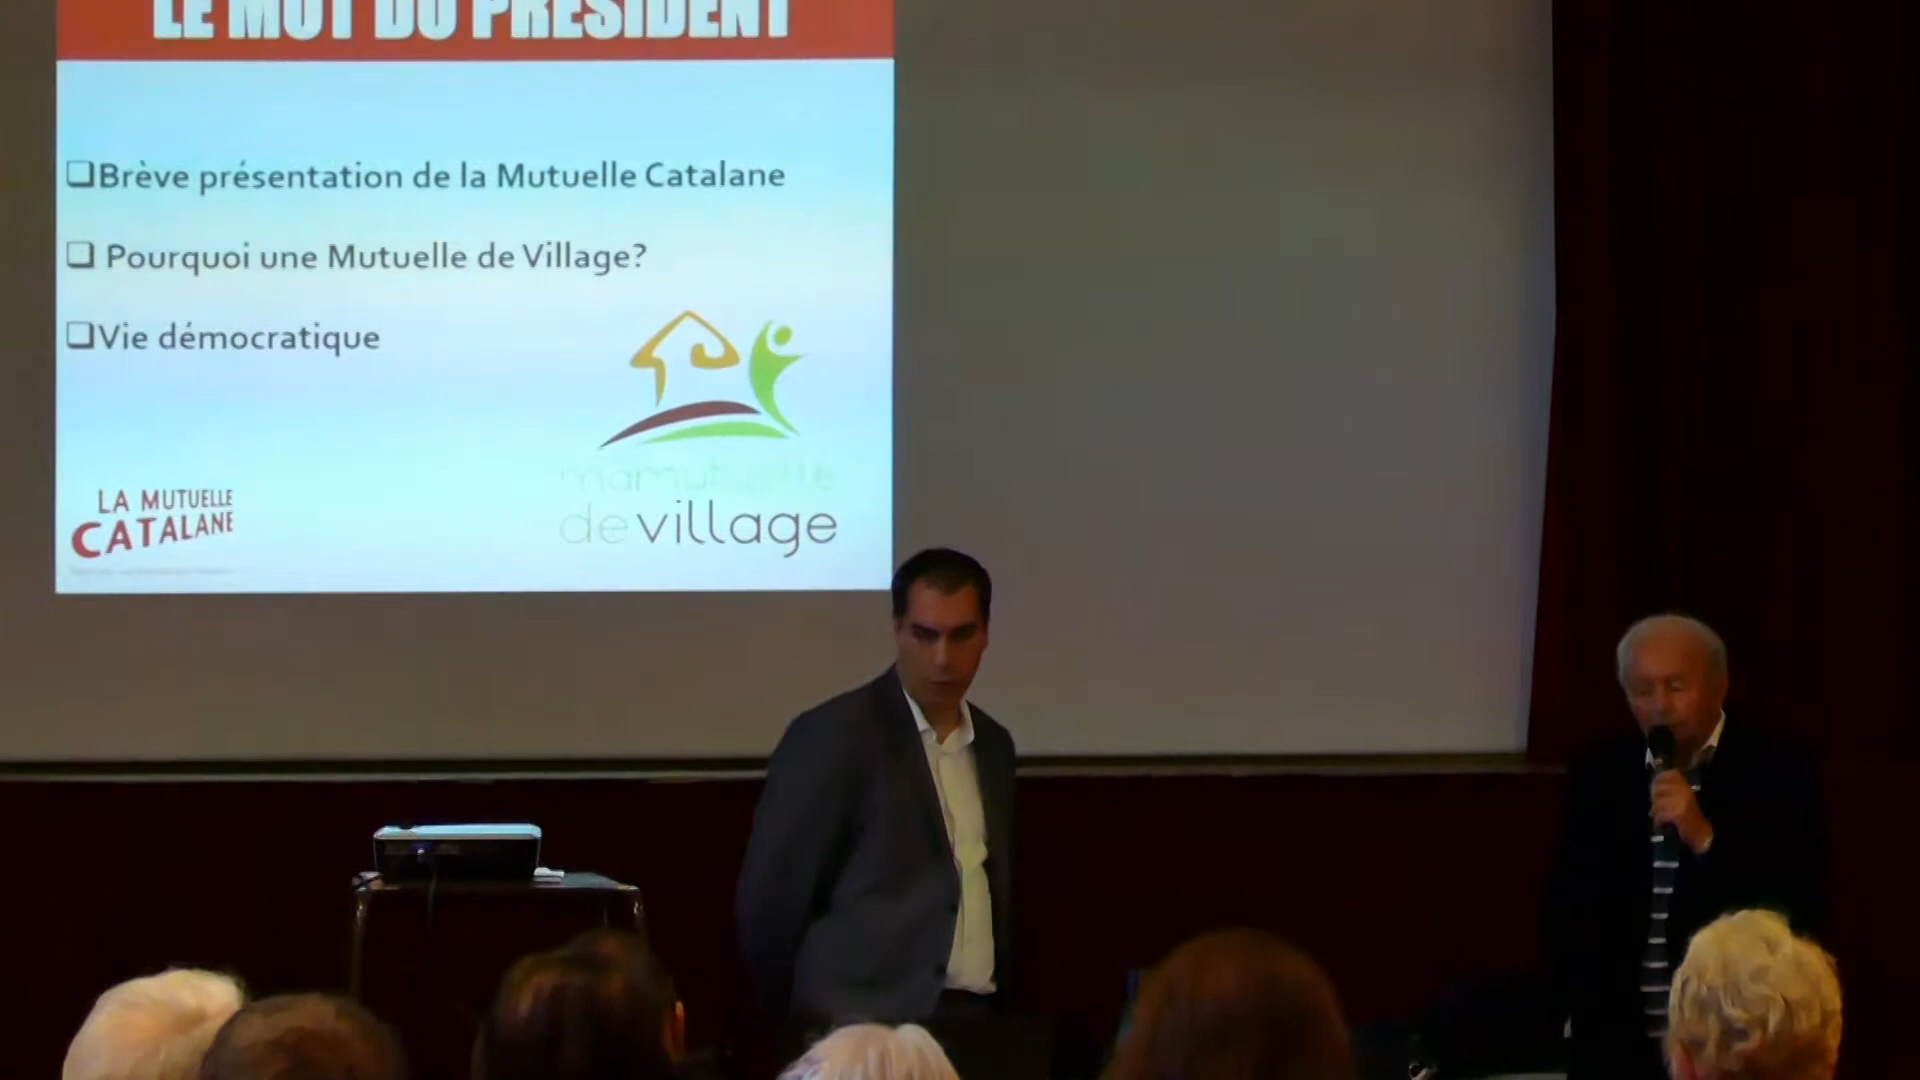 LE MOT DU PRESIDENT
❑Brève présentation de la Mutuelle Catalane
❑ Pourquoi une Mutuelle de Village?
❑Vie démocratique
LA MUTUELLE
CATALANE
mamutuelle
devillage